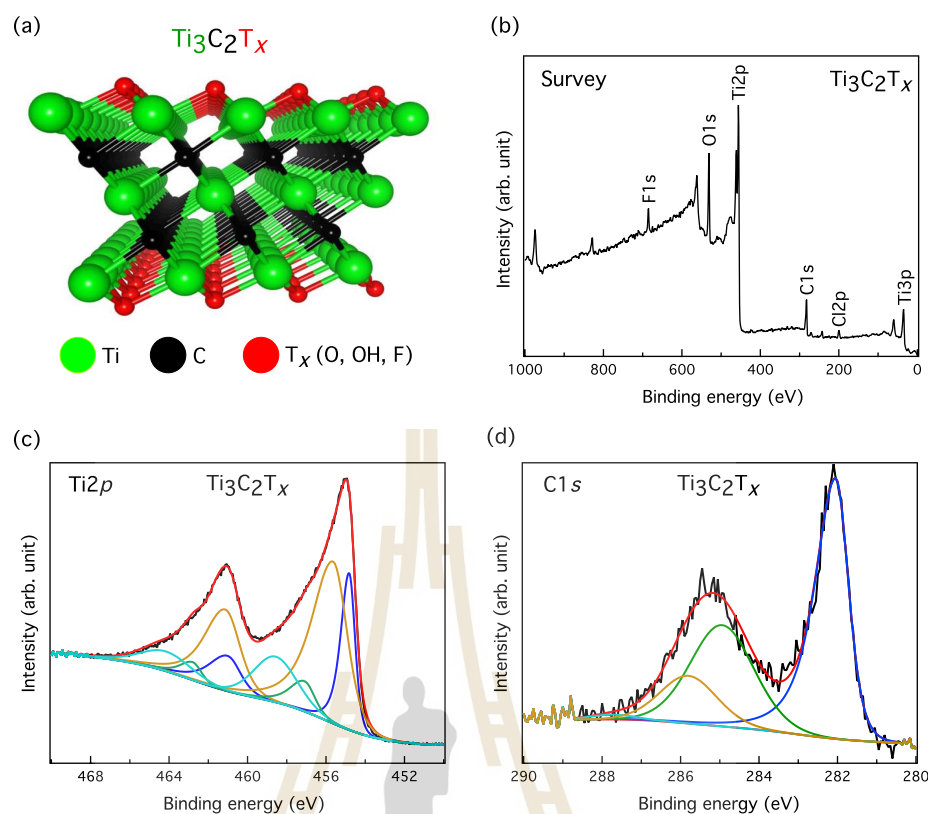 (a)
Ti3C2Tx
Ti
C
Tx (O, OH, F)
(b)
Survey
Ti3C2Tx
Ti2p
O1s
F1s
C1s
Cl2p
Ti3p
Intensity (arb. unit)
1000 800 600 400 200 0
Binding energy (eV)
(c)
Ti2p
Ti3C2Tx
Intensity (arb. unit)
468 464 460 456 452
Binding energy (eV)
(d)
C1s
Ti3C2Tx
Intensity (arb. unit)
290 288 286 284 282 280
Binding energy (eV)